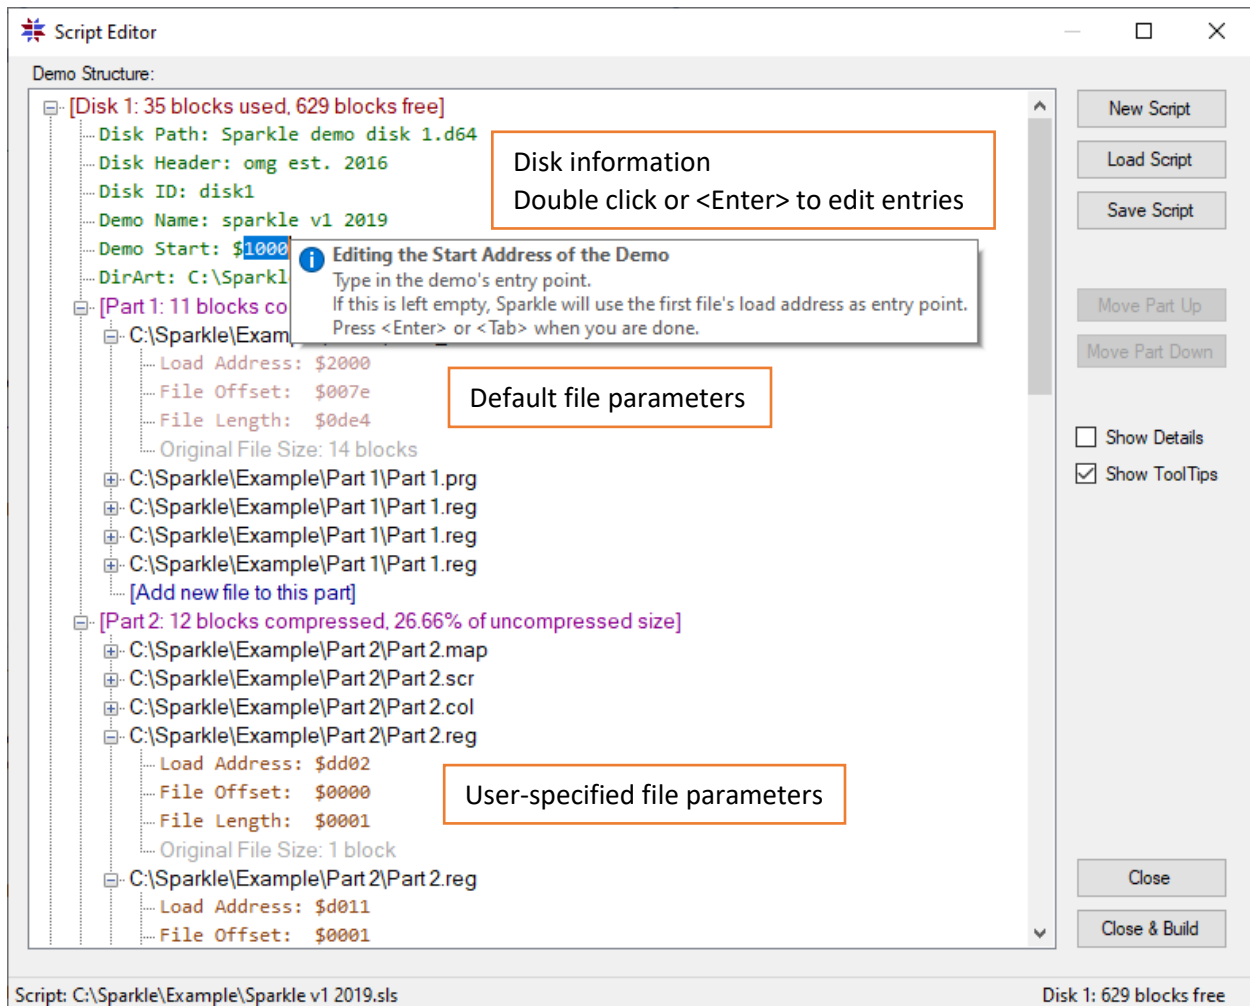 Script Editor
Demo Structure:
[Disk 1: 35 blocks used, 629 blocks free]
Disk Path: Sparkle demo disk 1.d64
Disk Header: omg est. 2016
Disk ID: disk1
Demo Name: sparkle v1 2019
Demo Start: $1000
DirArt: C:\Sparkl
Disk information
Double click or <Enter> to edit entries
Editing the Start Address of the Demo
Type in the demo's entry point.
If this is left empty, Sparkle will use the first file's load address as entry point.
Press <Enter> or <Tab> when you are done.
[Part 1: 11 blocks co
C:\Sparkle\Exam
Load Address: $2000
File Offset: $007e
File Length: $0de4
Original File Size: 14 blocks
Default file parameters
C:\Sparkle\Example\Part 1\Part 1.prg
C:\Sparkle\Example\Part 1\Part 1.reg
C:\Sparkle\Example\Part 1\Part 1.reg
C:\Sparkle\Example\Part 1\Part 1.reg
[Add new file to this part]
[Part 2: 12 blocks compressed, 26.66% of uncompressed size]
C:\Sparkle\Example\Part 2\Part 2.map
C:\Sparkle\Example\Part 2\Part 2.scr
C:\Sparkle\Example\Part 2\Part 2.col
C:\Sparkle\Example\Part 2\Part 2.reg
Load Address: $dd02
File Offset: $0000
File Length: $0001
Original File Size: 1 block
User-specified file parameters
C:\Sparkle\Example\Part 2\Part 2.reg
Load Address: $d011
File Offset: $0001
New Script
Load Script
Save Script
Move Part Up
Move Part Down
Show Details
Show ToolTips
Close
Close & Build
Script: C:\Sparkle\Example\Sparkle v1 2019.sls
Disk 1: 629 blocks free